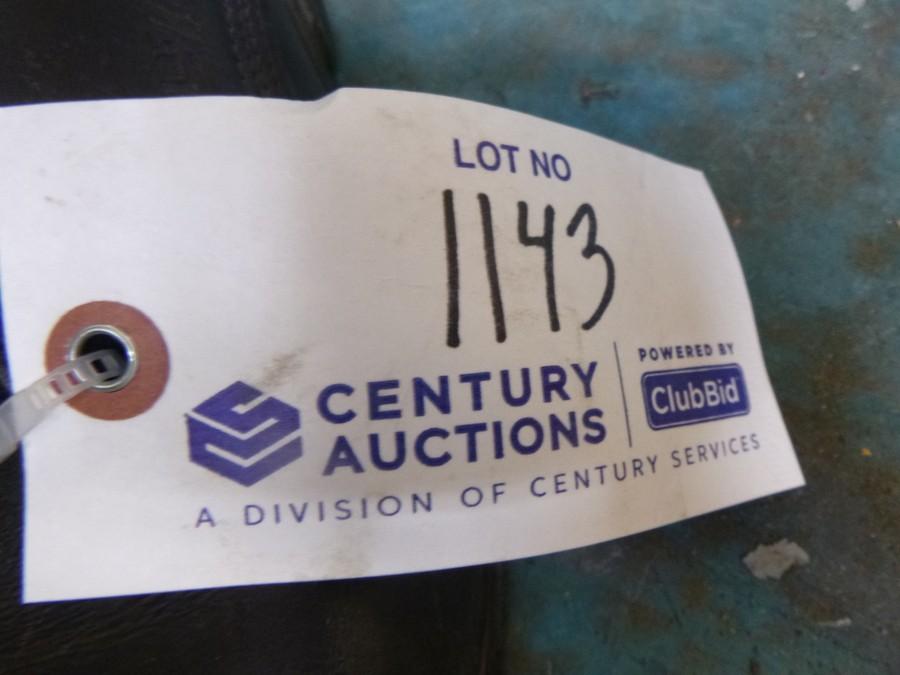 LOT NO
1143
CENTURY
AUCTIONS
POWERED BY
ClubBid
A DIVISION OF CENTURY SERVICES